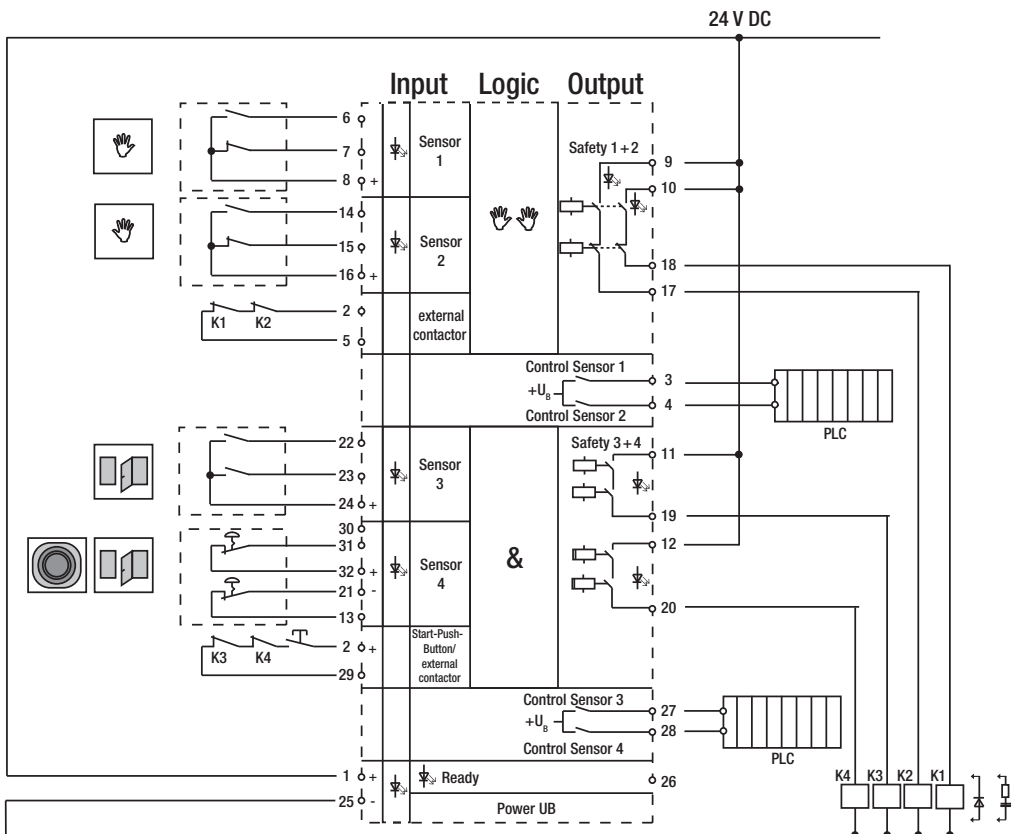 24 V DC
Input Logic Output
6
7
8 +
Sensor
1
Safety 1 + 2
9
10
14
15
16 +
Sensor
2
18
17
K1 K2
2
5
external
contactor
Control Sensor 1
+UB
3
4
Control Sensor 2
PLC
22
23
24 +
Sensor
3
Safety 3 + 4
11
19
30
31
32 +
21 -
13
Sensor
4
&
12
20
K3 K4
2 +
29
Start-Push-
Button/
external
contactor
Control Sensor 3
+UB
27
28
Control Sensor 4
PLC
1 +
Ready
26
25 -
Power UB
K4 K3 K2 K1